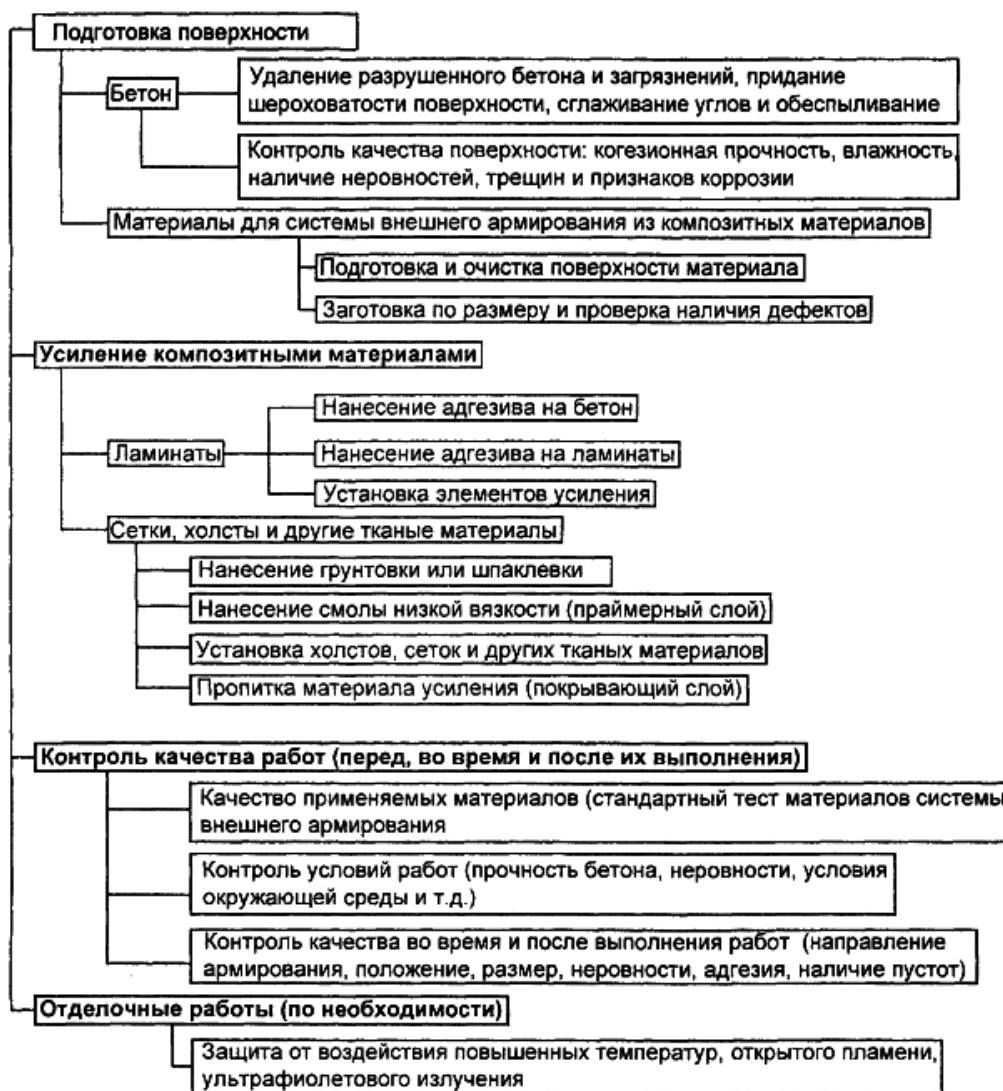 Подготовка поверхности
Бетон
Удаление разрушенного бетона и загрязнений, придание
шероховатости поверхности, сглаживание углов и обеспыливание
Контроль качества поверхности: когезионная прочность, влажность,
наличие неровностей, трещин и признаков коррозии
Материалы для системы внешнего армирования из композитных материалов
Подготовка и очистка поверхности материала
Заготовка по размеру и проверка наличия дефектов
Усиление композитными материалами
Ламинаты
Нанесение адгезива на бетон
Нанесение адгезива на ламинаты
Установка элементов усиления
Сетки, холсты и другие тканые материалы
Нанесение грунтовки или шпаклевки
Нанесение смолы низкой вязкости (праймерный слой)
Установка холстов, сеток и других тканых материалов
Пропитка материала усиления (покрывающий слой)
Контроль качества работ (перед, во время и после их выполнения)
Качество применяемых материалов (стандартный тест материалов системы
внешнего армирования
Контроль условий работ (прочность бетона, неровности, условия
окружающей среды и т.д.)
Контроль качества во время и после выполнения работ (направление
армирования, положение, размер, неровности, адгезия, наличие пустот)
Отделочные работы (по необходимости)
Защита от воздействия повышенных температур, открытого пламени,
ультрафиолетового излучения